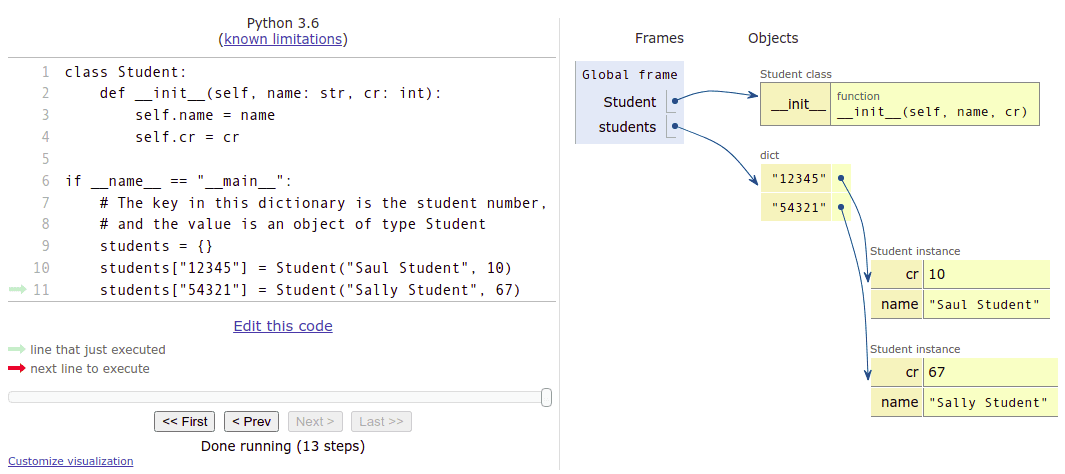 Python 3.6
(known limitations)
1 class Student:
2     def __init__(self, name: str, cr: int):
3         self.name = name
4         self.cr = cr
5
6 if __name__ == "__main__":
7     # The key in this dictionary is the student number,
8     # and the value is an object of type Student
9     students = {}
10     students["12345"] = Student("Saul Student", 10)
11     students["54321"] = Student("Sally Student", 67)
Edit this code
line that just executed
next line to execute
<< First < Prev Next > Last >>
Done running (13 steps)
Customize visualization
Frames Objects
Global frame
Student
students
Student class
__init__
function
__init__(self, name, cr)
dict
"12345"
"54321"
Student instance
cr 10
name "Saul Student"
Student instance
cr 67
name "Sally Student"